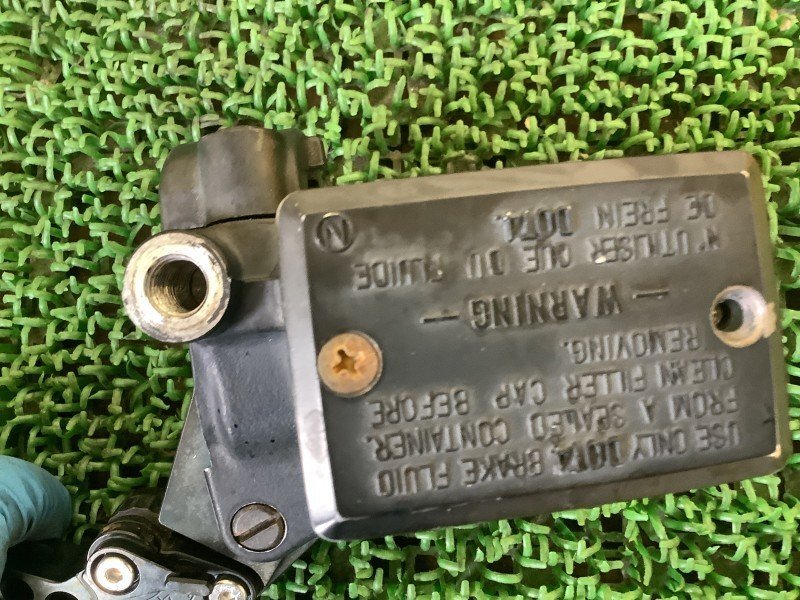 USE ONLY DOT4 BRAKE FLUID
FROM A SEALED CONTAINER.
CLEAN FILLER CAP BEFORE
REMOVING.
— WARNING —
N'UTILISER QUE DU FLUIDE
DE FREIN DOT4.
N